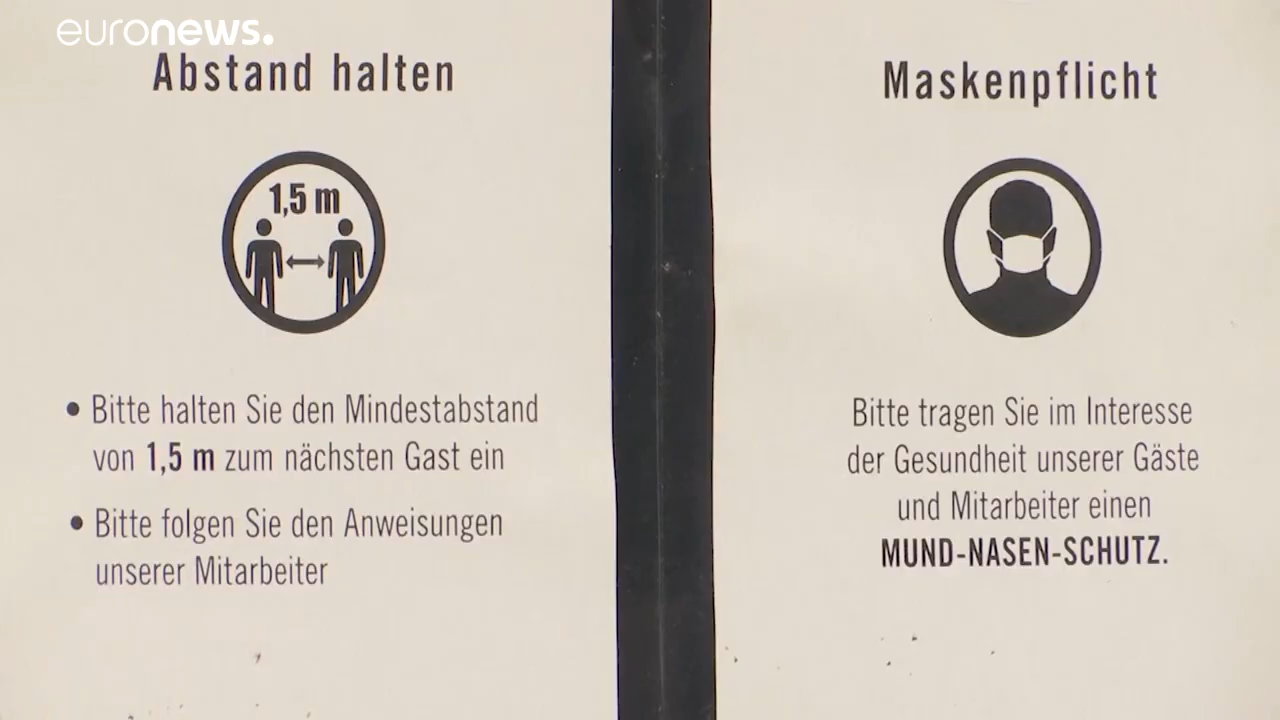 euronews.
Abstand halten
1,5 m
• Bitte halten Sie den Mindestabstand
von 1,5 m zum nächsten Gast ein
• Bitte folgen Sie den Anweisungen
unserer Mitarbeiter
Maskenpflicht
Bitte tragen Sie im Interesse
der Gesundheit unserer Gäste
und Mitarbeiter einen
MUND-NASEN-SCHUTZ.